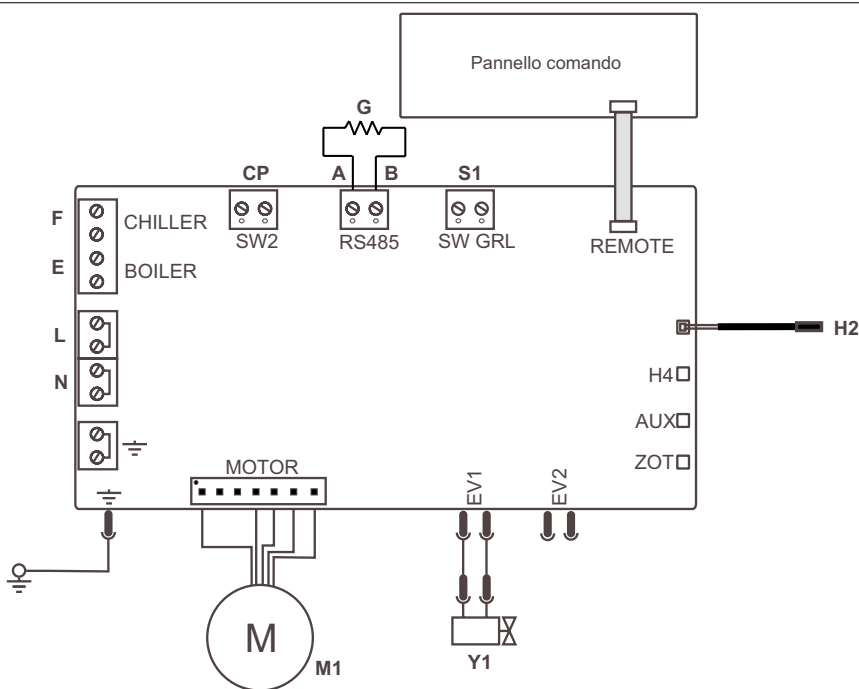 Pannello comando
G
CP
A
B
S1
F
CHILLER
SW2
RS485
SW GRL
REMOTE
E
BOILER
L
H2
N
H4
AUX
ZOT
MOTOR
EV1
EV2
M
M1
Y1